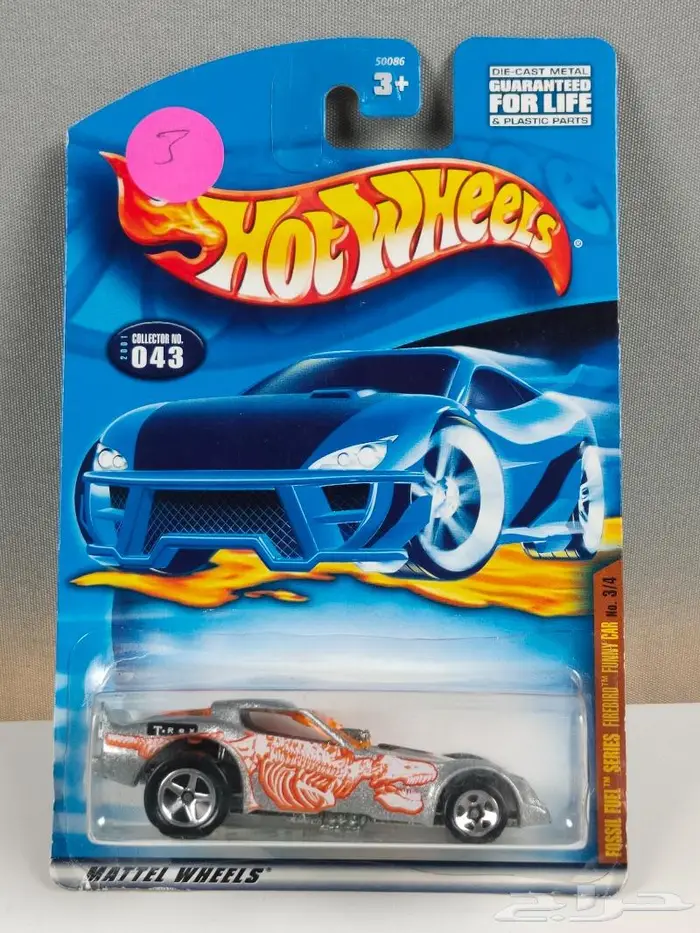 50086
3+
DIE-CAST METAL
GUARANTEED
FOR LIFE
& PLASTIC PARTS
3
HOT WHEELS®
2001
COLLECTOR NO.
043
FOSSIL FUEL™ SERIES FIREBIRD™ FUNNY CAR No. 3/4
T-REX
MATTEL WHEELS®
حراج